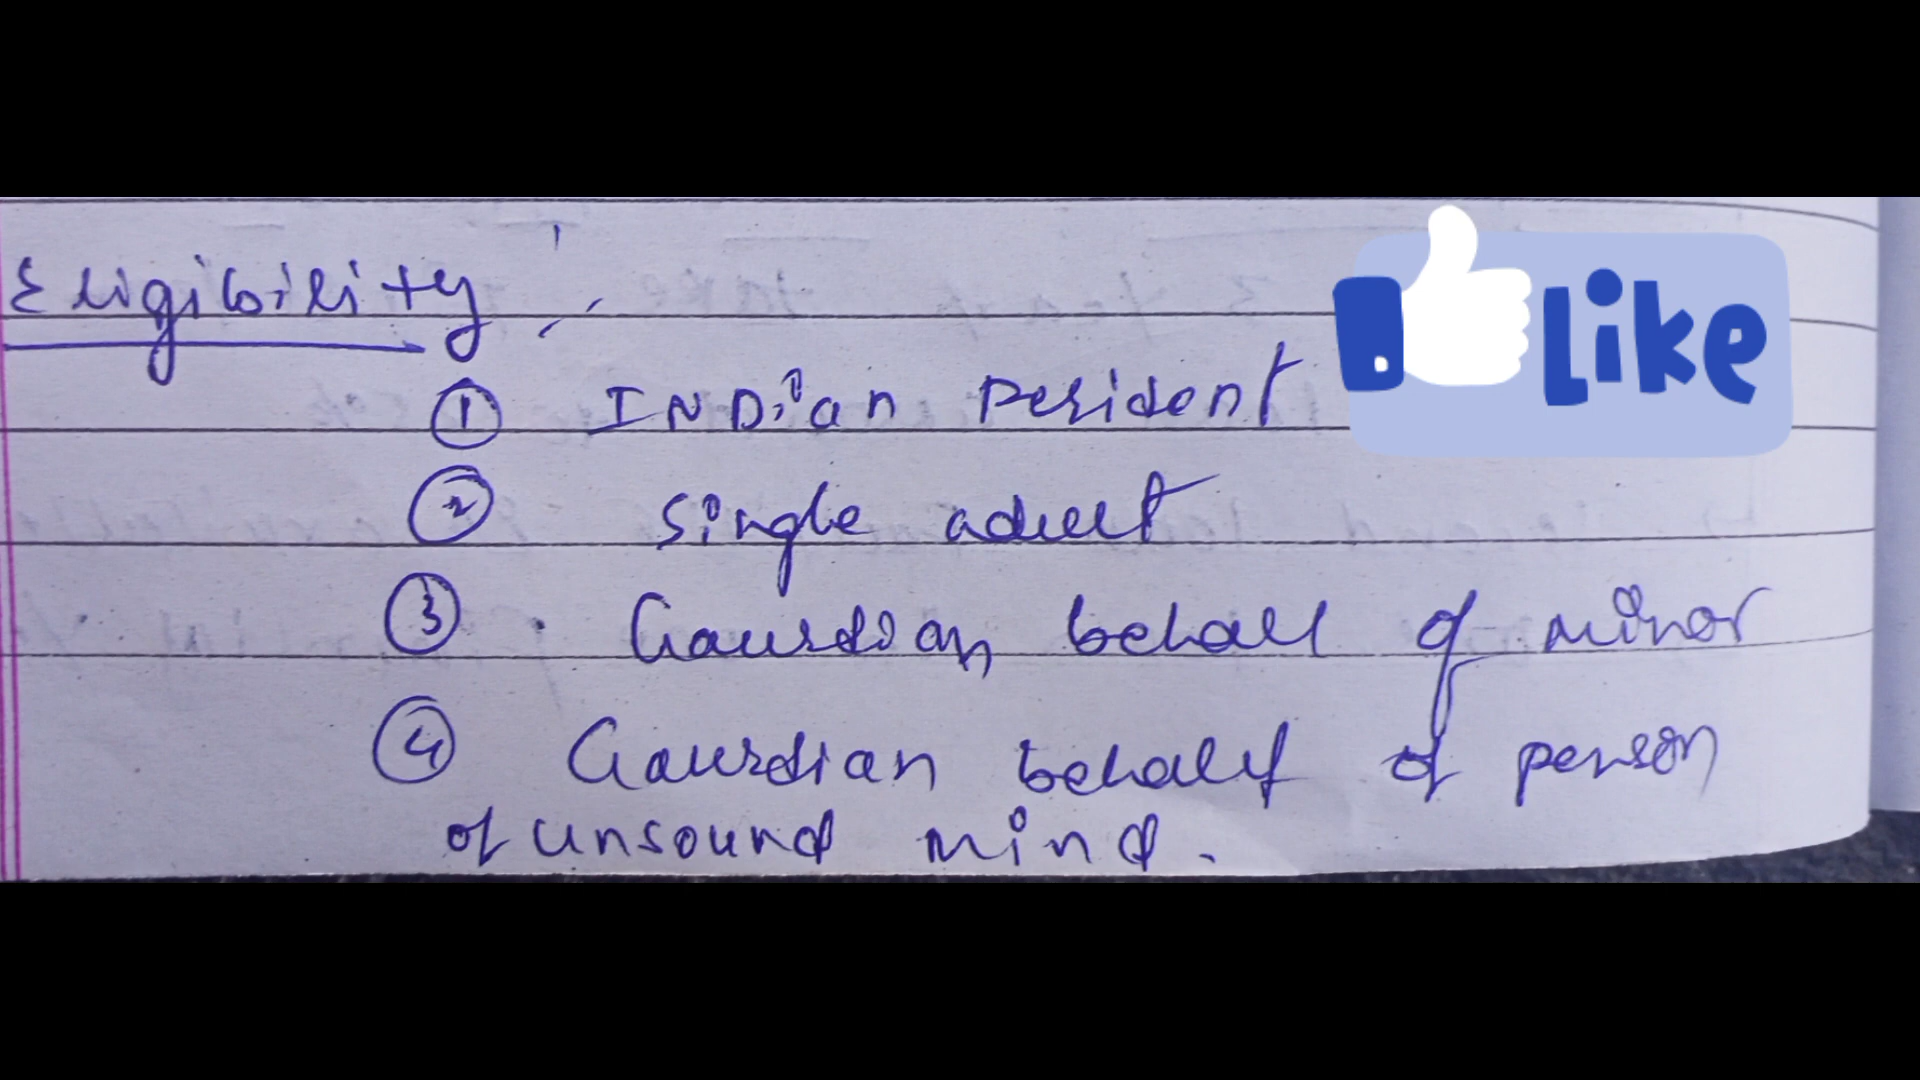 Eligibility :-
① INDian Resident
Like
② single adult
③ Gaurdian behalf of minor
④ Gaurdian behalf of person
of unsound mind.